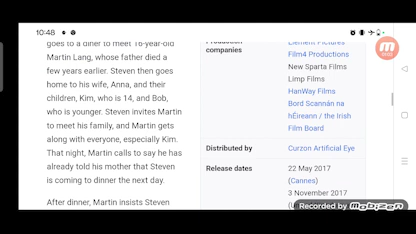 10:48
goes to a diner to meet 16-year-old
Martin Lang, whose father died a
few years earlier. Steven then goes
home to his wife, Anna, and their
children, Kim, who is 14, and Bob,
who is younger. Steven invites Martin
to meet his family, and Martin gets
along with everyone, especially Kim.
That night, Martin calls to say he has
already told his mother that Steven
is coming to dinner the next day.
After dinner, Martin insists Steven
Production
companies
Element Pictures
Film4 Productions
New Sparta Films
Limp Films
HanWay Films
Bord Scannán na
hÉireann / the Irish
Film Board
Distributed by
Curzon Artificial Eye
Release dates
22 May 2017
(Cannes)
3 November 2017
Recorded by Mobizen